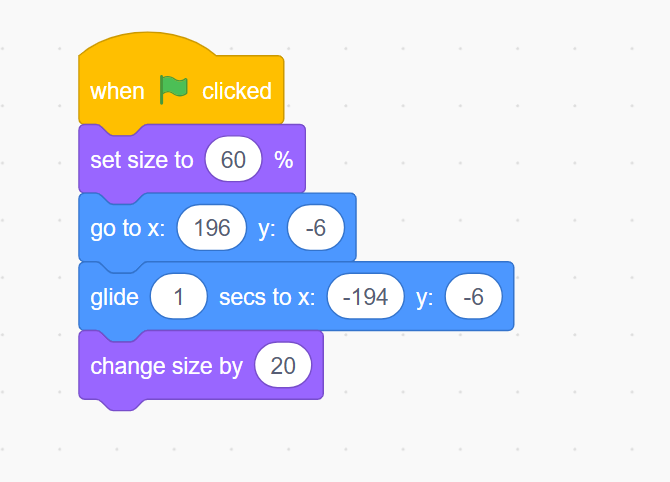 when clicked
set size to 60 %
go to x: 196 y: -6
glide 1 secs to x: -194 y: -6
change size by 20